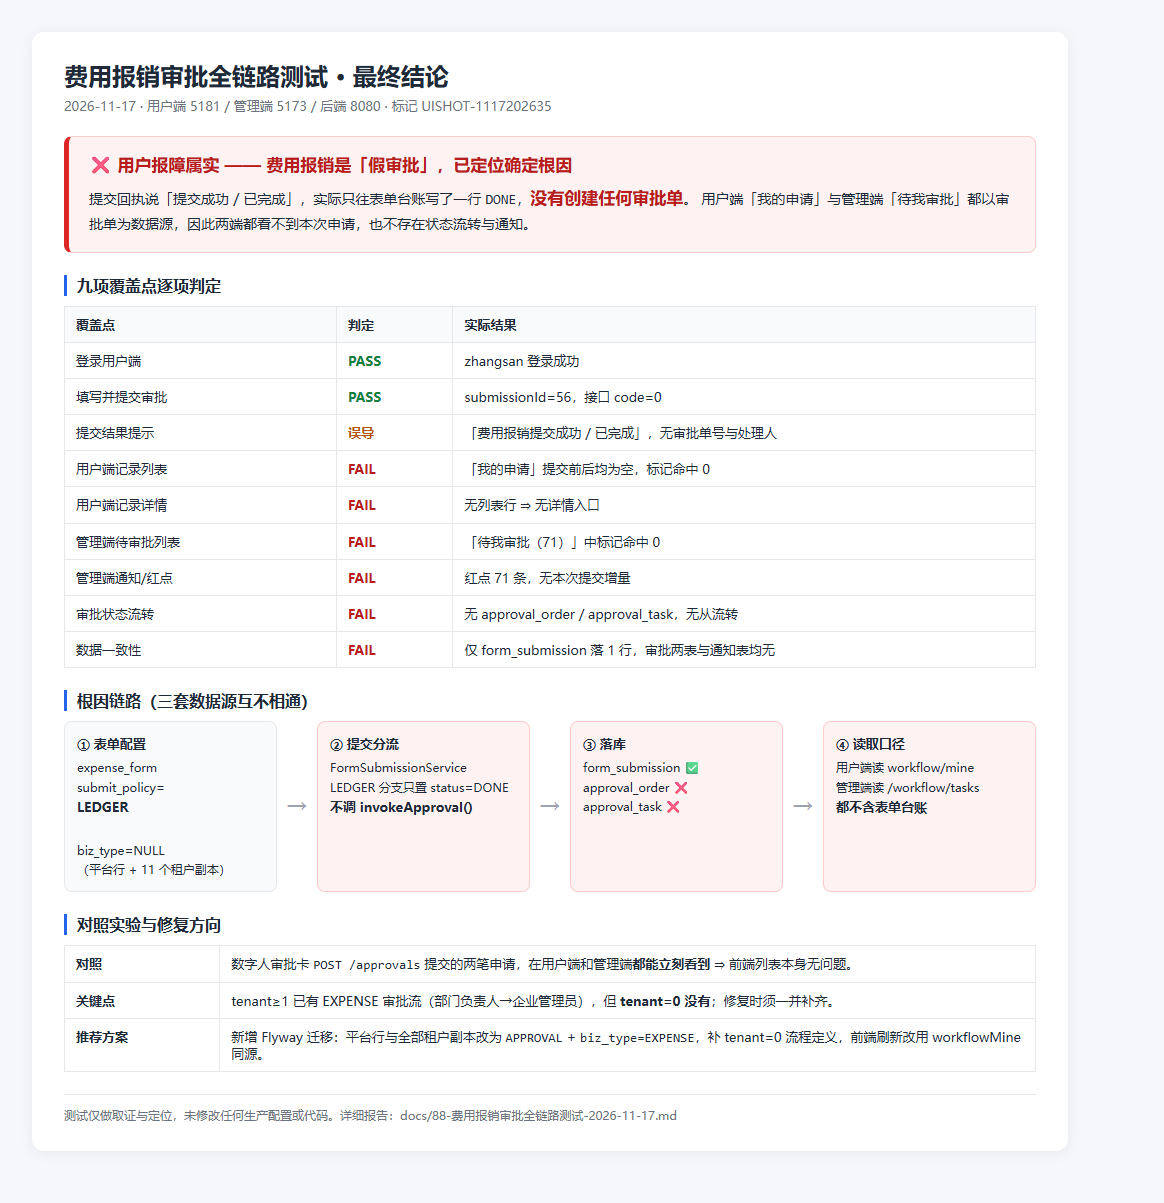 费用报销审批全链路测试 · 最终结论
2026-11-17 · 用户端 5181 / 管理端 5173 / 后端 8080 · 标记 UISHOT-1117202635
❌ 用户报障属实 —— 费用报销是「假审批」，已定位确定根因
提交回执说「提交成功 / 已完成」，实际只往表单台账写了一行 DONE，没有创建任何审批单。 用户端「我的申请」与管理端「待我审批」都以审
批单为数据源，因此两端都看不到本次申请，也不存在状态流转与通知。
九项覆盖点逐项判定
覆盖点 判定 实际结果
登录用户端 PASS zhangsan 登录成功
填写并提交审批 PASS submissionId=56，接口 code=0
提交结果提示 误导 「费用报销提交成功 / 已完成」，无审批单号与处理人
用户端记录列表 FAIL 「我的申请」提交前后均为空，标记命中 0
用户端记录详情 FAIL 无列表行 ⇒ 无详情入口
管理端待审批列表 FAIL 「待我审批（71）」中标记命中 0
管理端通知/红点 FAIL 红点 71 条，无本次提交增量
审批状态流转 FAIL 无 approval_order / approval_task，无从流转
数据一致性 FAIL 仅 form_submission 落 1 行，审批两表与通知表均无
根因链路（三套数据源互不相通）
① 表单配置
expense_form
submit_policy=
LEDGER
biz_type=NULL
（平台行 + 11 个租户副本）
→
② 提交分流
FormSubmissionService
LEDGER 分支只置 status=DONE
不调 invokeApproval()
→
③ 落库
form_submission ✅
approval_order ❌
approval_task ❌
→
④ 读取口径
用户端读 workflow/mine
管理端读 /workflow/tasks
都不含表单台账
对照实验与修复方向
对照 数字人审批卡 POST /approvals 提交的两笔申请，在用户端和管理端都能立刻看到 ⇒ 前端列表本身无问题。
关键点 tenant≥1 已有 EXPENSE 审批流（部门负责人→企业管理员），但 tenant=0 没有；修复时须一并补齐。
推荐方案 新增 Flyway 迁移：平台行与全部租户副本改为 APPROVAL + biz_type=EXPENSE，补 tenant=0 流程定义，前端刷新改用 workflowMine
同源。
测试仅做取证与定位，未修改任何生产配置或代码。详细报告：docs/88-费用报销审批全链路测试-2026-11-17.md